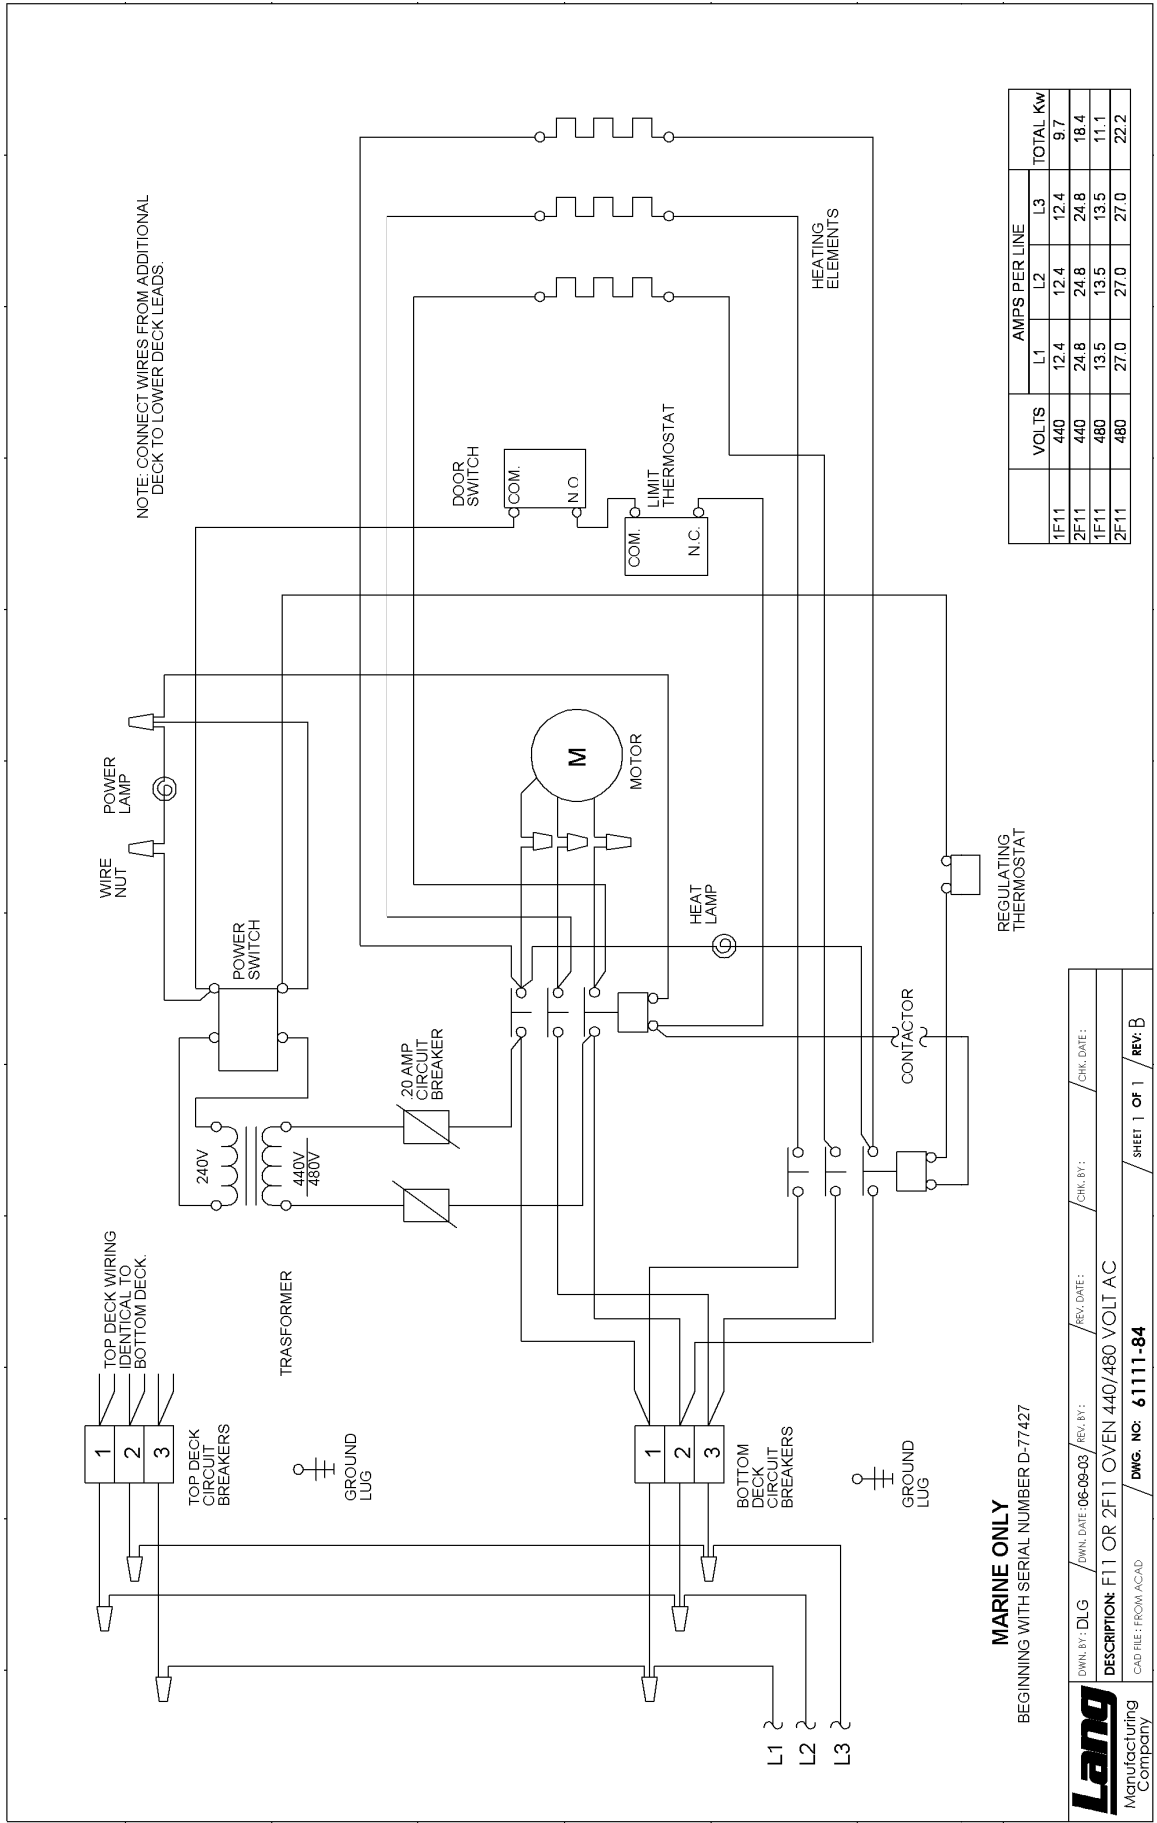 NOTE: CONNECT WIRES FROM ADDITIONAL
DECK TO LOWER DECK LEADS.
TOP DECK WIRING
IDENTICAL TO
BOTTOM DECK.
WIRE
NUT
POWER
LAMP
1
2
3
TOP DECK
CIRCUIT
BREAKERS
240V
440V
480V
TRASFORMER
POWER
SWITCH
GROUND
LUG
.20 AMP
CIRCUIT
BREAKER
DOOR
SWITCH
COM.
N.O
LIMIT
THERMOSTAT
COM.
N.C.
M
MOTOR
HEAT
LAMP
HEATING
ELEMENTS
1
2
3
BOTTOM
DECK
CIRCUIT
BREAKERS
GROUND
LUG
CONTACTOR
REGULATING
THERMOSTAT
L1
L2
L3
MARINE ONLY
BEGINNING WITH SERIAL NUMBER D-77427
AMPS PER LINE
VOLTS L1 L2 L3 TOTAL Kw
1F11 440 12.4 12.4 12.4 9.7
2F11 440 24.8 24.8 24.8 18.4
1F11 480 13.5 13.5 13.5 11.1
2F11 480 27.0 27.0 27.0 22.2
Lang
Manufacturing
Company
DWN. BY: DLG DWN. DATE: 06-09-03 REV. BY: REV. DATE: CHK. BY: CHK. DATE:
DESCRIPTION: F11 OR 2F11 OVEN 440/480 VOLT AC
CAD FILE: FROM ACAD DWG. NO: 61111-84 SHEET 1 OF 1 REV: B